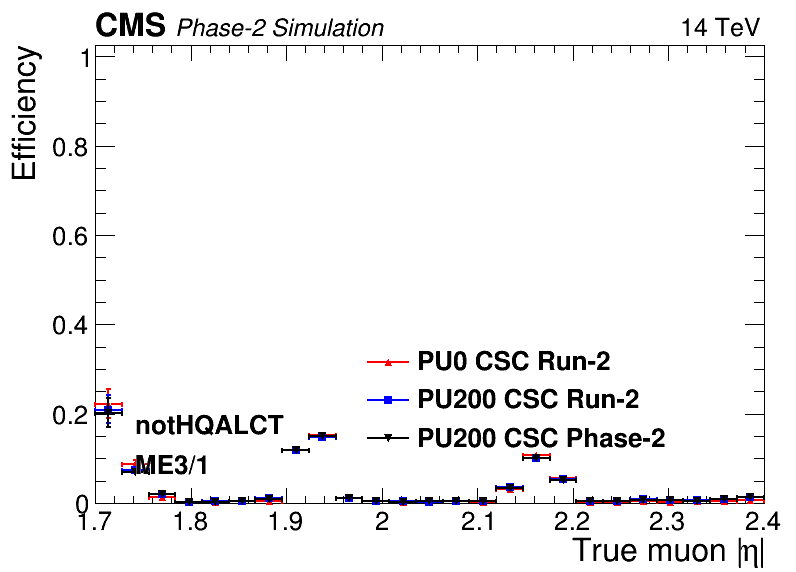 CMS Phase-2 Simulation 14 TeV
Efficiency
1
0.8
0.6
0.4
0.2
0
PU0 CSC Run-2
PU200 CSC Run-2
PU200 CSC Phase-2
notHQALCT
ME3/1
1.7 1.8 1.9 2 2.1 2.2 2.3 2.4
True muon |η|